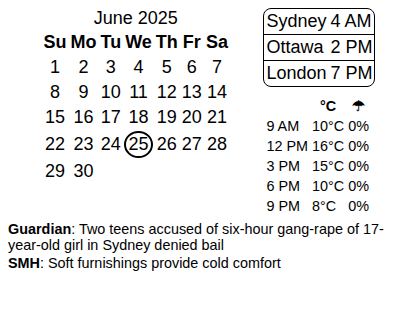 June 2025
Su Mo Tu We Th Fr Sa
1 2 3 4 5 6 7
8 9 10 11 12 13 14
15 16 17 18 19 20 21
22 23 24 25 26 27 28
29 30
Sydney 4 AM
Ottawa 2 PM
London 7 PM
°C ☂
9 AM 10°C 0%
12 PM 16°C 0%
3 PM 15°C 0%
6 PM 10°C 0%
9 PM 8°C 0%
Guardian: Two teens accused of six-hour gang-rape of 17-
year-old girl in Sydney denied bail
SMH: Soft furnishings provide cold comfort